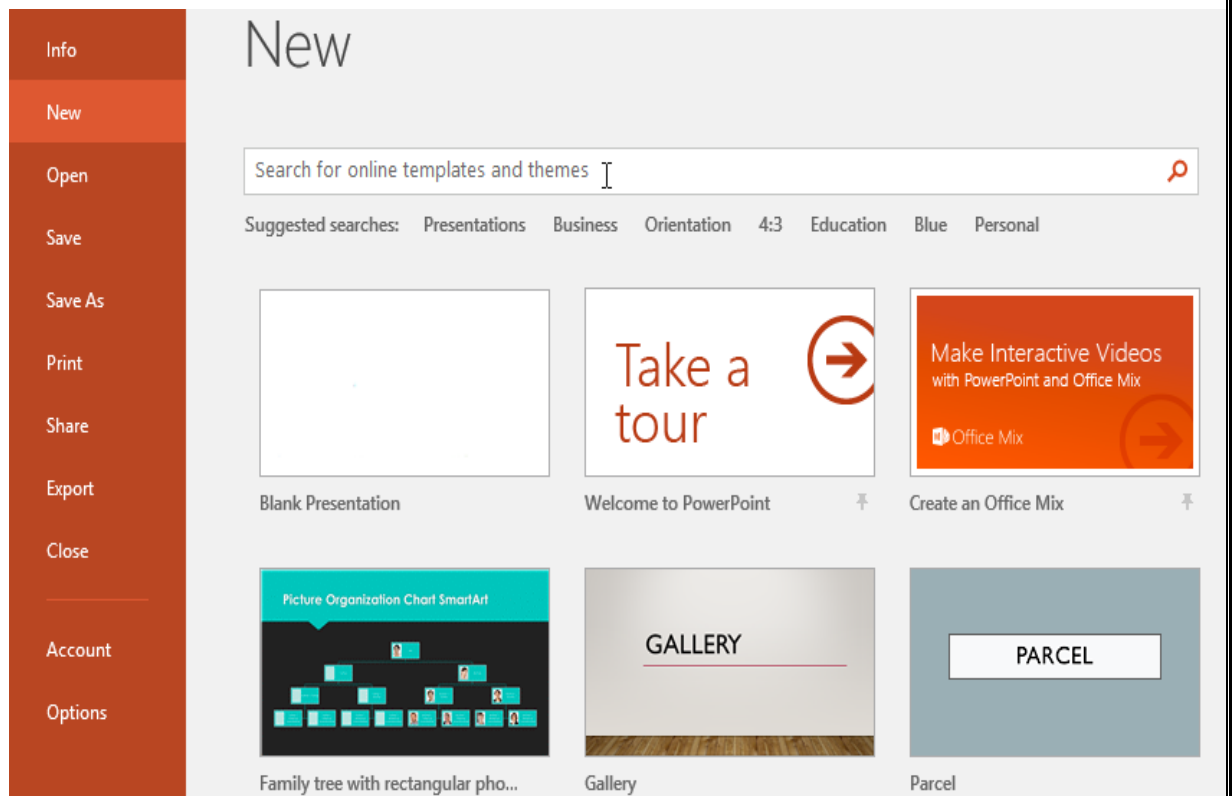 Info
New
Open
Save
Save As
Print
Share
Export
Close
Account
Options
New
Search for online templates and themes
Suggested searches: Presentations Business Orientation 4:3 Education Blue Personal
Take a
tour
Make Interactive Videos
with PowerPoint and Office Mix
Office Mix
Blank Presentation
Welcome to PowerPoint
Create an Office Mix
Picture Organization Chart SmartArt
GALLERY
PARCEL
Family tree with rectangular pho...
Gallery
Parcel